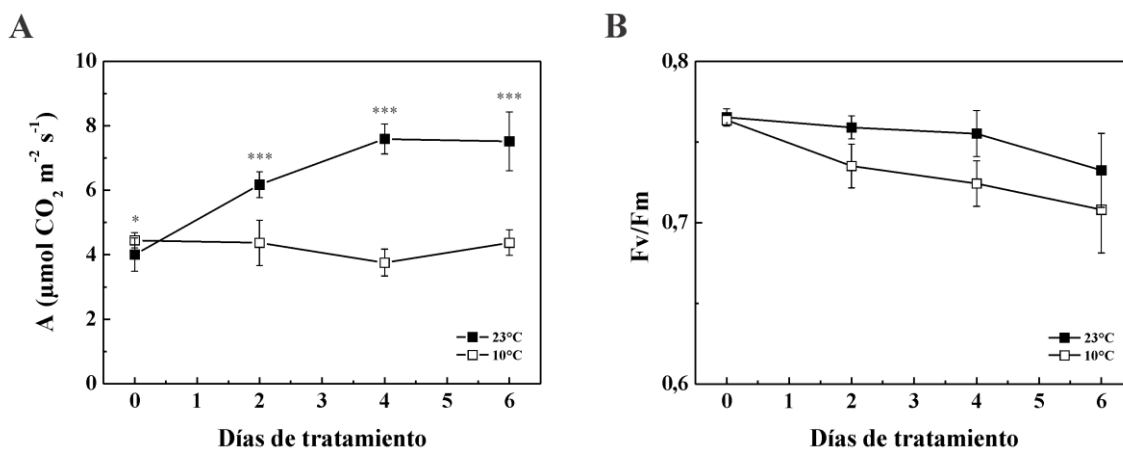 A
B
10
8
6
4
2
0
A (µmol CO₂ m⁻² s⁻¹)
*
***
***
***
23°C
10°C
0 1 2 3 4 5 6
Días de tratamiento
0,8
0,7
0,6
Fv/Fm
23°C
10°C
0 1 2 3 4 5 6
Días de tratamiento